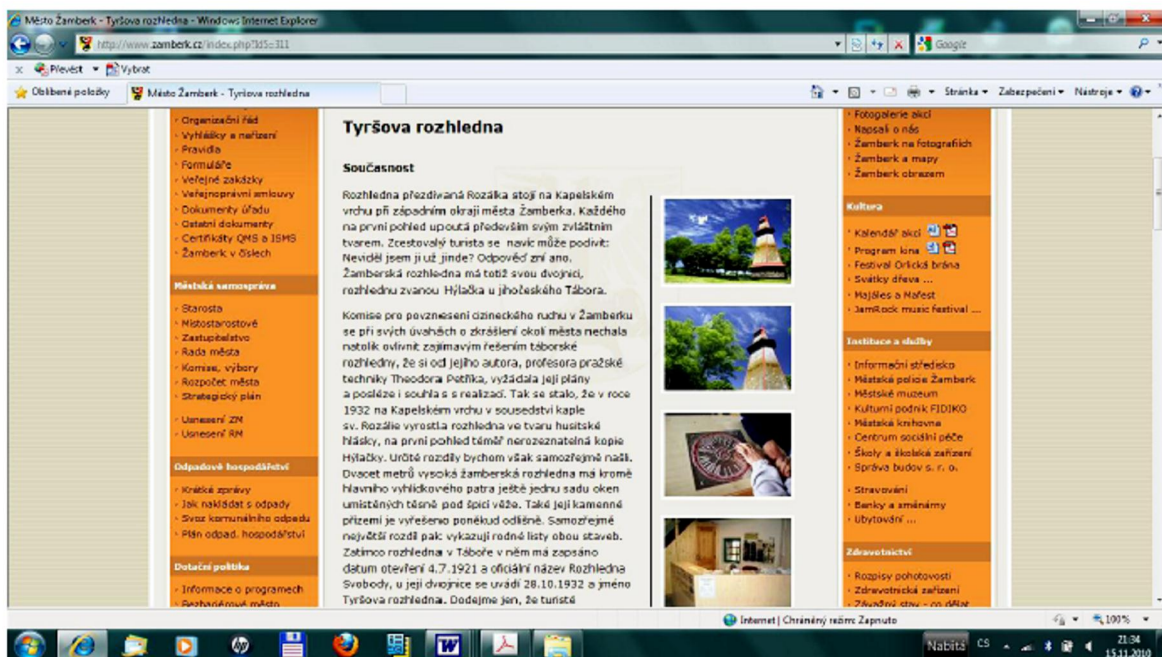 Město Žamberk - Tyršova rozhledna - Windows Internet Explorer
http://www.zamberk.cz/index.php?IdS=311
Google
x Převést Vybrat
Oblíbené položky
Město Žamberk - Tyršova rozhledna
Stránka Zabezpečení Nástroje
Organizační řád
Vyhlášky a nařízení
Pravidla
Formuláře
Veřejné zakázky
Veřejnoprávní smlouvy
Dokumenty úřadu
Ostatní dokumenty
Certifikáty QMS a ISMS
Žamberk v číslech
Městská samospráva
Starosta
Místostarostové
Zastupitelstvo
Rada města
Komise, výbory
Rozpočet města
Strategický plán
Usnesení ZM
Usnesení RM
Odpadové hospodářství
Krátké zprávy
Jak nakládat s odpady
Svoz komunálního odpadu
Plán odpad. hospodářství
Dotační politika
Informace o programech
Bezbariérové město
Tyršova rozhledna
Současnost
Rozhledna přezdívaná Rozálka stojí na Kapelském
vrchu při západním okraji města Žamberka. Každého
na první pohled upoutá především svým zvláštním
tvarem. Zcestovalý turista se navíc může podivit:
Neviděl jsem ji už jinde? Odpověď zní ano.
Žamberská rozhledna má totiž svou dvojnici,
rozhlednu zvanou Hýlačka u jihočeského Tábora.
Komise pro povznesení cizineckého ruchu v Žamberku
se při svých úvahách o zkrášlení okolí města nechala
natolik ovlivnit zajímavým řešením táborské
rozhledny, že si od jejího autora, profesora pražské
techniky Theodora Petříka, vyžádala její plány
a posléze i souhla s s realizací. Tak se stalo, že v roce
1932 na Kapelském vrchu v sousedství kaple
sv. Rozálie vyrostla rozhledna ve tvaru husitské
hlásky, na první pohled téměř nerozeznatelná kopie
Hýlačky. Určité rozdíly bychom však samozřejmě našli.
Dvacet metrů vysoká žamberská rozhledna má kromě
hlavního vyhlídkového patra ještě jednu sadu oken
umístěných těsně pod špicí věže. Také její kamenné
přízemí je vyřešeno poněkud odlišně. Samozřejmě
největší rozdíl pak vykazují rodné listy obou staveb.
Zatímco rozhledna v Táboře v něm má zapsáno
datum otevření 4.7.1921 a oficiální název Rozhledna
Svobody, u její dvojnice se uvádí 28.10.1932 a jméno
Tyršova rozhledna. Dodejme jen, že turisté
Fotogalerie akcí
Napsali o nás
Žamberk na fotografiích
Žamberk a mapy
Žamberk obrazem
Kultura
Kalendář akcí
Program kina
Festival Orlická brána
Svátky dřeva ...
Majáles a Mafest
JamRock music festival ...
Instituce a služby
Informační středisko
Městská policie Žamberk
Městské muzeum
Kulturní podnik FIDIKO
Městská knihovna
Centrum sociální péče
Školy a školská zařízení
Správa budov s. r. o.
Stravování
Banky a směnárny
Ubytování ...
Zdravotnictví
Rozpisy pohotovosti
Zdravotnická zařízení
Závažný stav - co dělat
Internet | Chráněný režim: Zapnuto
100%
Nabitá CS
21:34
15.11.2010